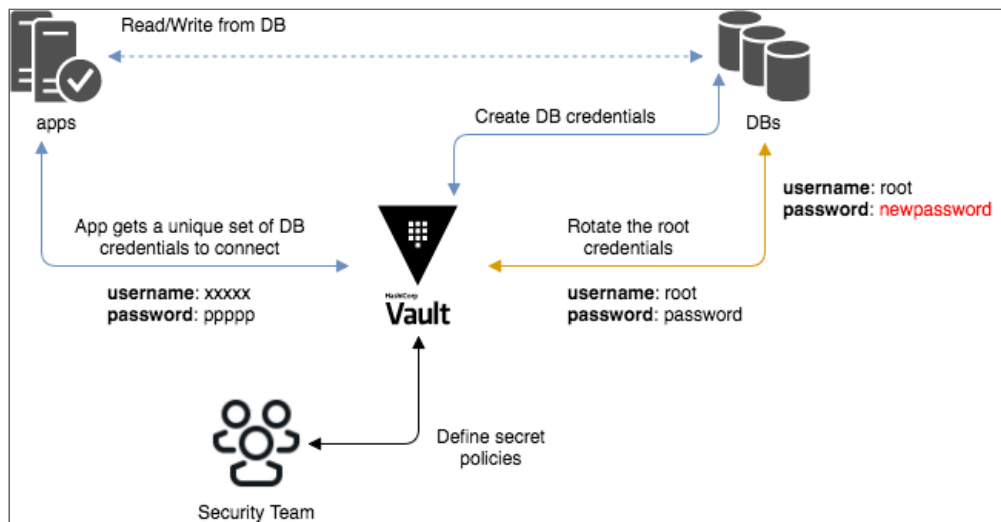 Read/Write from DB
apps
Create DB credentials
DBs
username: root
password: newpassword
App gets a unique set of DB
credentials to connect
Rotate the root
credentials
username: xxxxx
password: ppppp
HashiCorp
Vault
username: root
password: password
Define secret
policies
Security Team